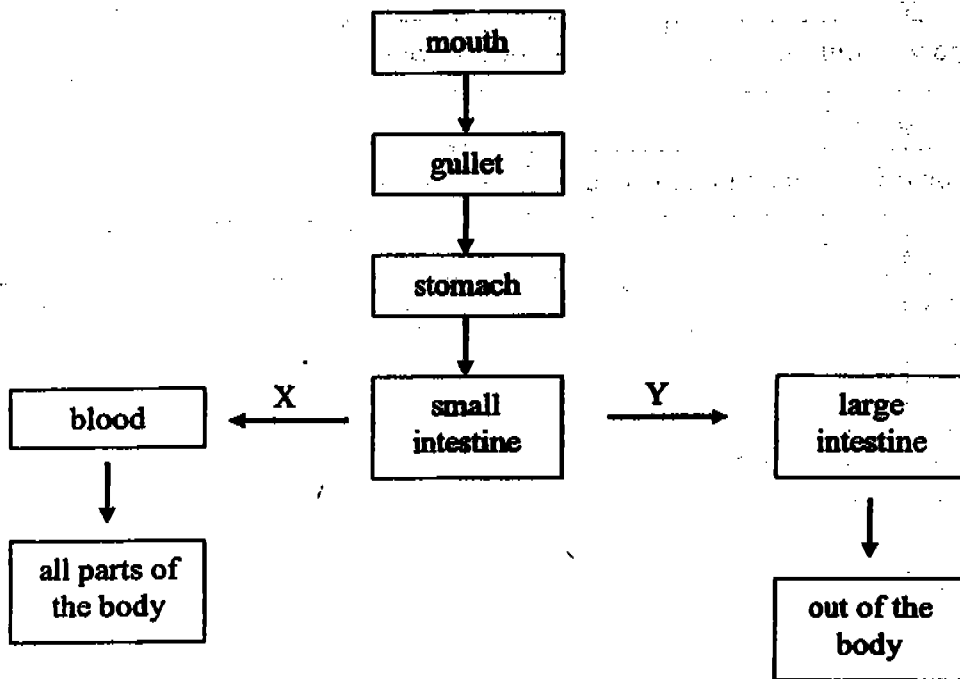 mouth
gullet
stomach
X
Y
blood
small
intestine
large
intestine
all parts of
the body
out of the
body